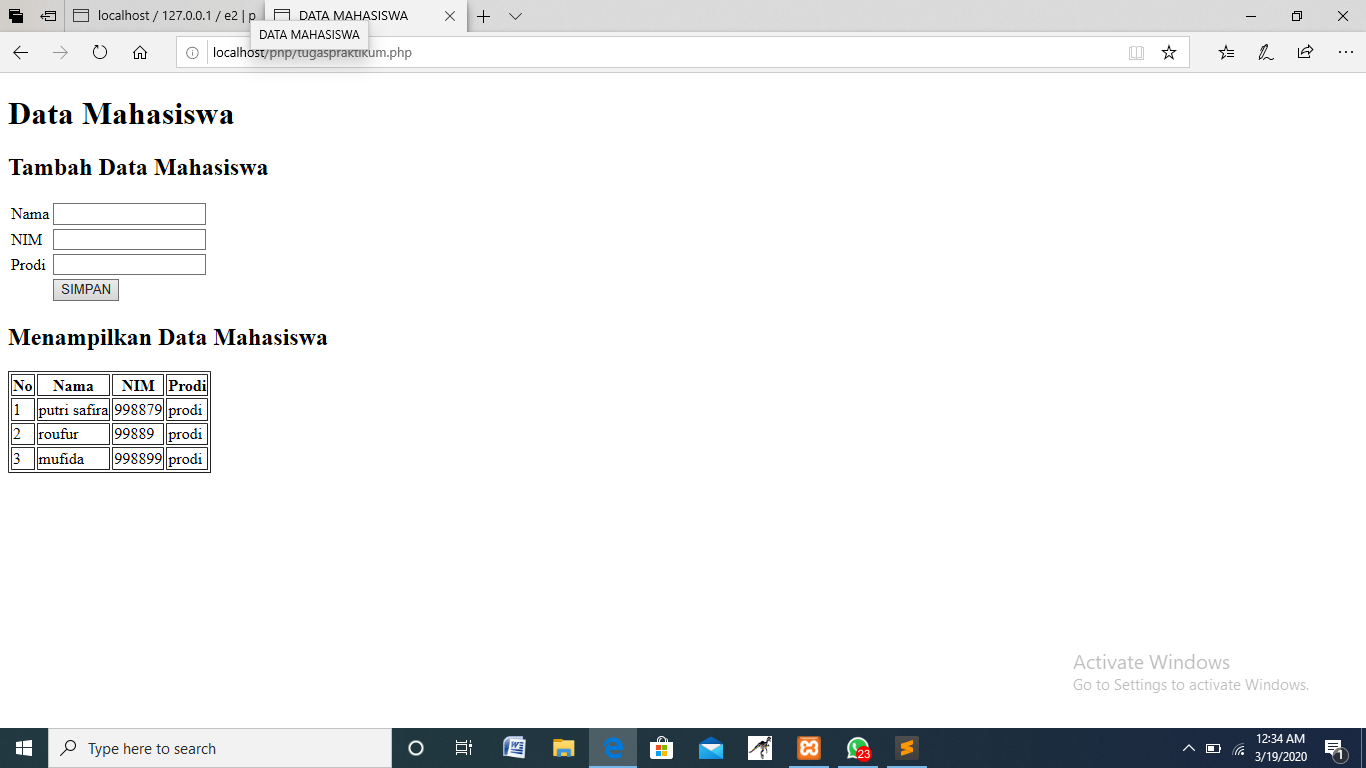 localhost / 127.0.0.1 / e2 | p
DATA MAHASISWA
DATA MAHASISWA
localhost/php/tugaspraktikum.php
Data Mahasiswa
Tambah Data Mahasiswa
Nama
NIM
Prodi
SIMPAN
Menampilkan Data Mahasiswa
No Nama NIM Prodi
1 putri safira 998879 prodi
2 roufur 99889 prodi
3 mufida 998899 prodi
Activate Windows
Go to Settings to activate Windows.
Type here to search
23
12:34 AM
3/19/2020
1